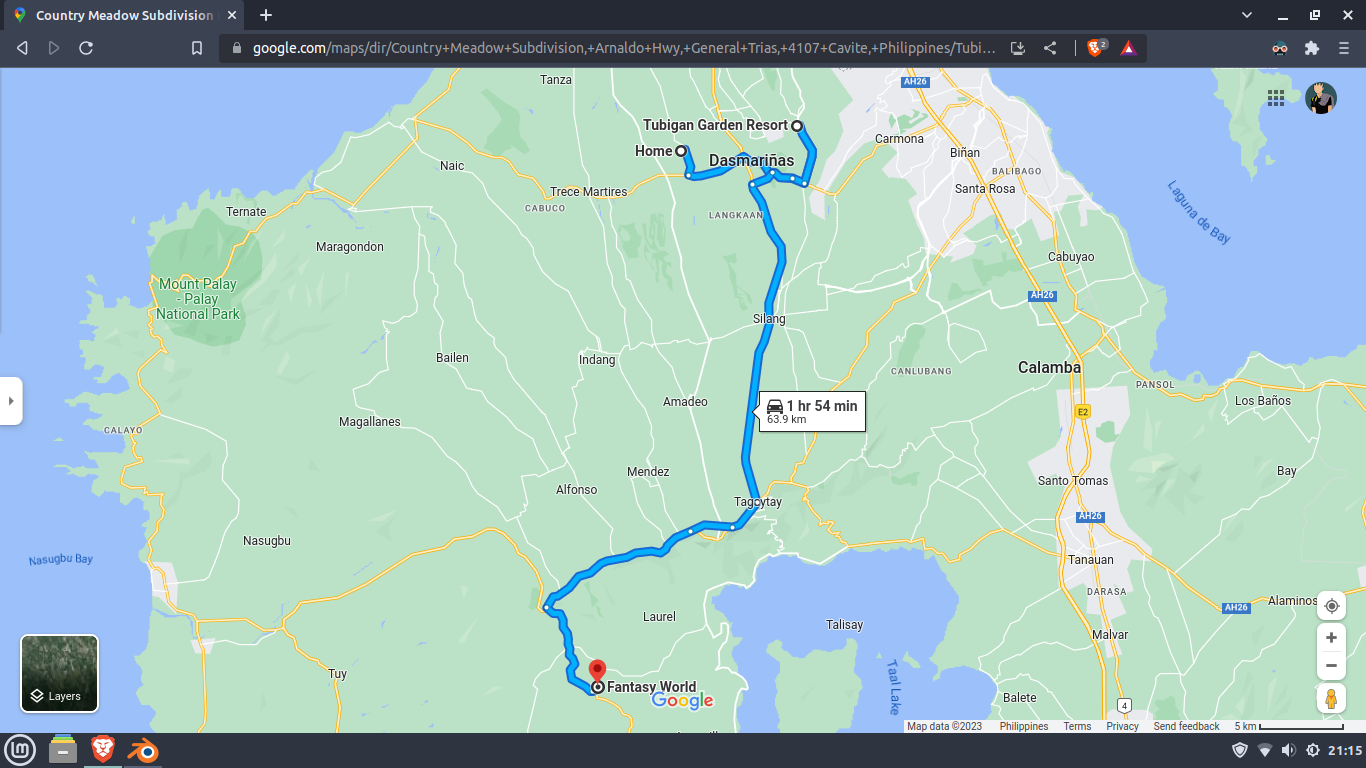 Country Meadow Subdivision
google.com/maps/dir/Country+Meadow+Subdivision,+Arnaldo+Hwy,+General+Trias,+4107+Cavite,+Philippines/Tubi...
2
Tanza
AH26
Tubigan Garden Resort
Carmona
Home
Dasmariñas
Biñan
Naic
BALIBAGO
Trece Martires
Santa Rosa
CABUCO
Ternate
LANGKAAN
Laguna de Bay
Maragondon
Cabuyao
Mount Palay
- Palay
National Park
AH26
Silang
Bailen
Indang
Calamba
CANLUBANG
PANSOL
Amadeo
Los Baños
1 hr 54 min
63.9 km
E2
Magallanes
CALAYO
Mendez
Bay
Alfonso
Santo Tomas
Tagaytay
AH26
Nasugbu
Nasugbu Bay
Tanauan
DARASA
Alaminos
AH26
Laurel
Talisay
Malvar
Tuy
Taal Lake
Fantasy World
Google
Layers
Balete
4
Map data ©2023
Philippines
Terms
Privacy
Send feedback
5 km
21:15